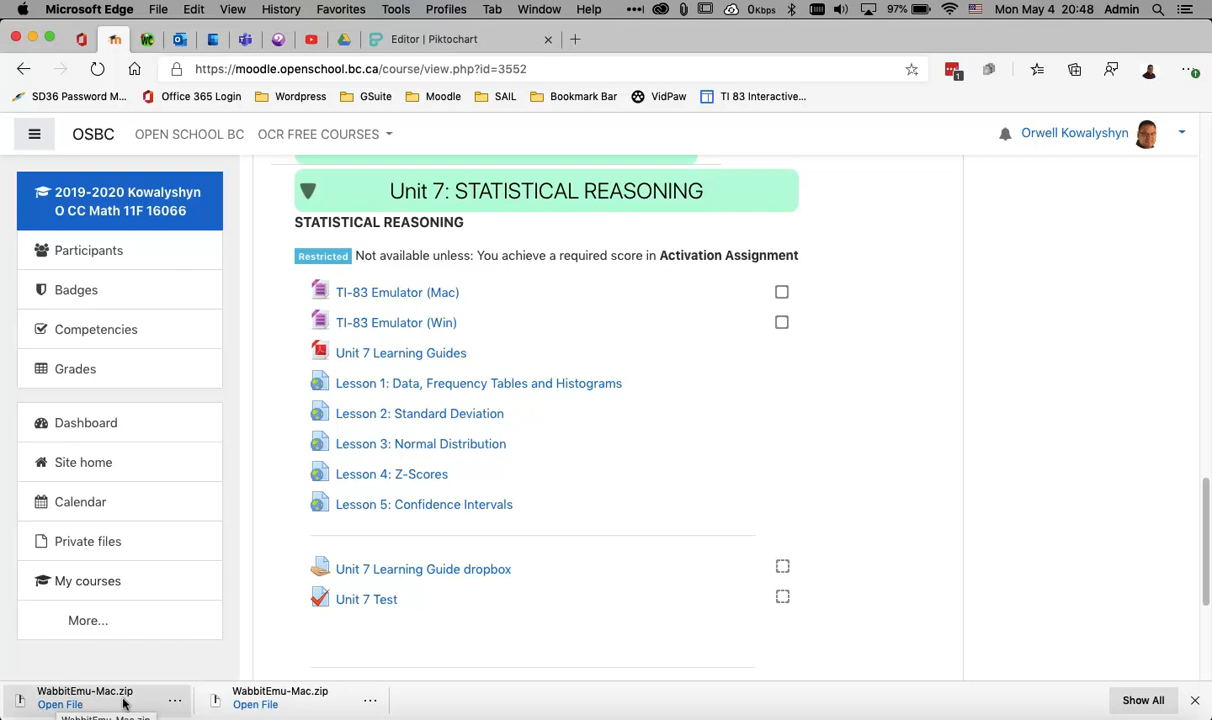 Microsoft Edge File Edit View History Favorites Tools Profiles Tab Window Help 0Kbps 97% Mon May 4 20:48 Admin
Editor | Piktochart
https://moodle.openschool.bc.ca/course/view.php?id=3552
1
SD36 Password M... Office 365 Login Wordpress GSuite Moodle SAIL Bookmark Bar VidPaw TI 83 Interactive...
OSBC OPEN SCHOOL BC OCR FREE COURSES Orwell Kowalyshyn
2019-2020 Kowalyshyn
O CC Math 11F 16066
Participants
Badges
Competencies
Grades
Dashboard
Site home
Calendar
Private files
My courses
More...
Unit 7: STATISTICAL REASONING
STATISTICAL REASONING
Restricted Not available unless: You achieve a required score in Activation Assignment
TI-83 Emulator (Mac)
TI-83 Emulator (Win)
Unit 7 Learning Guides
Lesson 1: Data, Frequency Tables and Histograms
Lesson 2: Standard Deviation
Lesson 3: Normal Distribution
Lesson 4: Z-Scores
Lesson 5: Confidence Intervals
Unit 7 Learning Guide dropbox
Unit 7 Test
WabbitEmu-Mac.zip
Open File
WabbitEmu-Mac.zip
WabbitEmu-Mac.zip
Open File
Show All